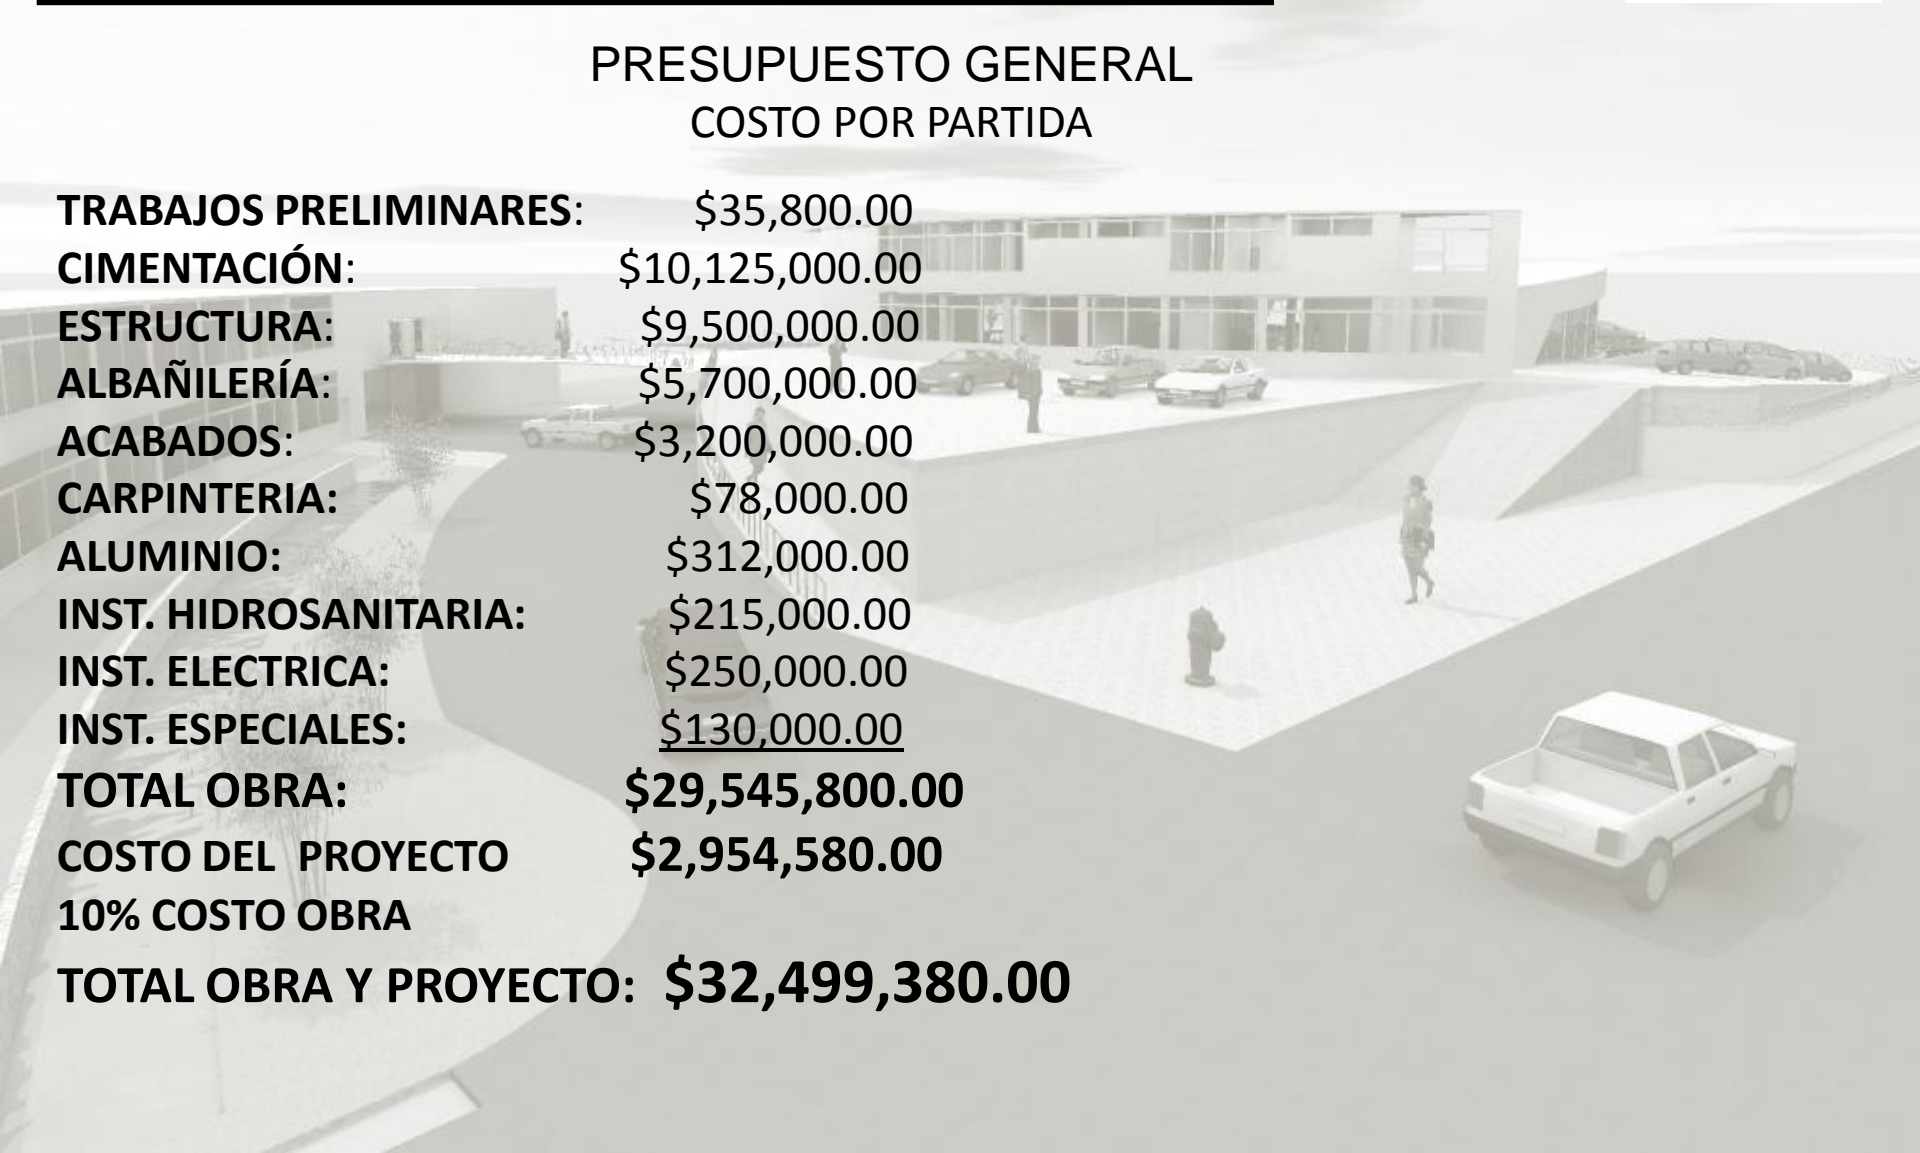 PRESUPUESTO GENERAL
COSTO POR PARTIDA
TRABAJOS PRELIMINARES: $35,800.00
CIMENTACIÓN: $10,125,000.00
ESTRUCTURA: $9,500,000.00
ALBAÑILERÍA: $5,700,000.00
ACABADOS: $3,200,000.00
CARPINTERIA: $78,000.00
ALUMINIO: $312,000.00
INST. HIDROSANITARIA: $215,000.00
INST. ELECTRICA: $250,000.00
INST. ESPECIALES: $130,000.00
TOTAL OBRA: $29,545,800.00
COSTO DEL PROYECTO $2,954,580.00
10% COSTO OBRA
TOTAL OBRA Y PROYECTO: $32,499,380.00